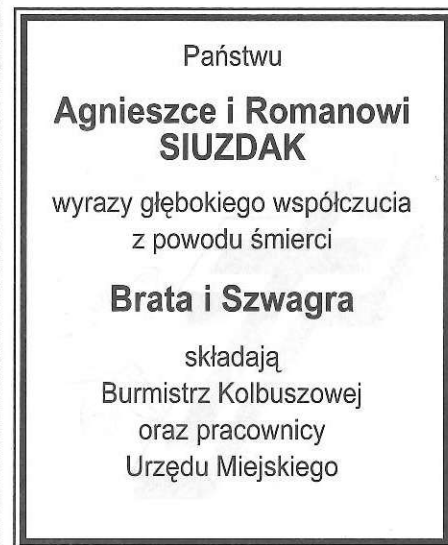 Państwu
Agnieszce i Romanowi
SIUZDAK
wyrazy głębokiego współczucia
z powodu śmierci
Brata i Szwagra
składają
Burmistrz Kolbuszowej
oraz pracownicy
Urzędu Miejskiego